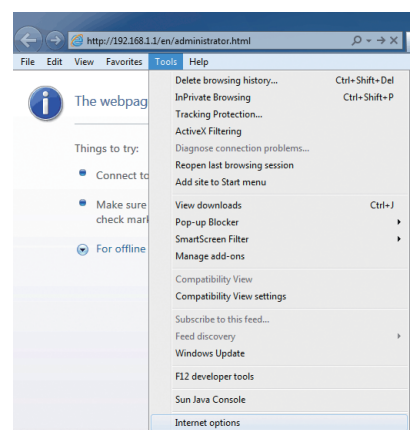 http://192.168.1.1/en/administrator.html
File Edit View Favorites Tools Help
The webpag
Things to try:
Connect to
Make sure
check mark
For offline
Delete browsing history... Ctrl+Shift+Del
InPrivate Browsing Ctrl+Shift+P
Tracking Protection...
ActiveX Filtering
Diagnose connection problems...
Reopen last browsing session
Add site to Start menu
View downloads Ctrl+J
Pop-up Blocker
SmartScreen Filter
Manage add-ons
Compatibility View
Compatibility View settings
Subscribe to this feed...
Feed discovery
Windows Update
F12 developer tools
Sun Java Console
Internet options